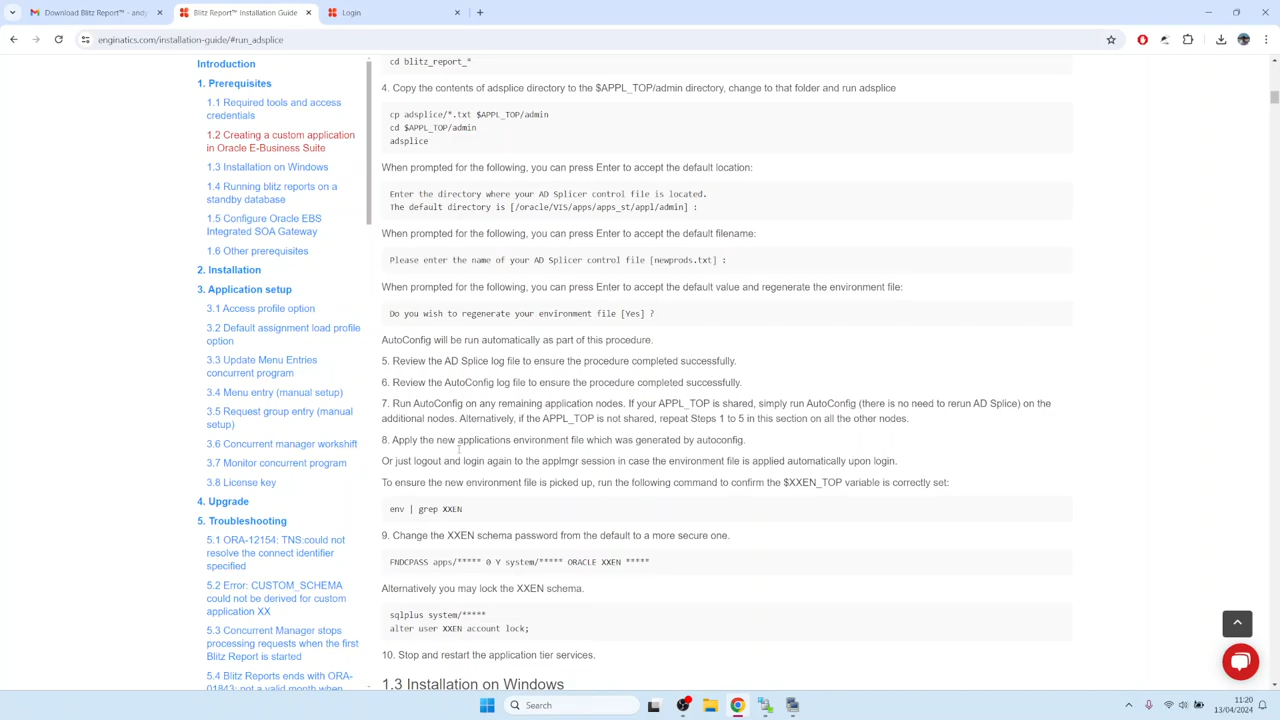 Download Blitz Report™ - andy
Blitz Report™ Installation Guide
Login
enginatics.com/installation-guide/#run_adsplice
Introduction
1. Prerequisites
1.1 Required tools and access
credentials
1.2 Creating a custom application
in Oracle E-Business Suite
1.3 Installation on Windows
1.4 Running blitz reports on a
standby database
1.5 Configure Oracle EBS
Integrated SOA Gateway
1.6 Other prerequisites
2. Installation
3. Application setup
3.1 Access profile option
3.2 Default assignment load profile
option
3.3 Update Menu Entries
concurrent program
3.4 Menu entry (manual setup)
3.5 Request group entry (manual
setup)
3.6 Concurrent manager workshift
3.7 Monitor concurrent program
3.8 License key
4. Upgrade
5. Troubleshooting
5.1 ORA-12154: TNS:could not
resolve the connect identifier
specified
5.2 Error: CUSTOM_SCHEMA
could not be derived for custom
application XX
5.3 Concurrent Manager stops
processing requests when the first
Blitz Report is started
5.4 Blitz Reports ends with ORA-
01843: not a valid month when
cd blitz_report_*
4. Copy the contents of adsplice directory to the $APPL_TOP/admin directory, change to that folder and run adsplice
cp adsplice/*.txt $APPL_TOP/admin
cd $APPL_TOP/admin
adsplice
When prompted for the following, you can press Enter to accept the default location:
Enter the directory where your AD Splicer control file is located.
The default directory is [/oracle/VIS/apps/apps_st/appl/admin] :
When prompted for the following, you can press Enter to accept the default filename:
Please enter the name of your AD Splicer control file [newprods.txt] :
When prompted for the following, you can press Enter to accept the default value and regenerate the environment file:
Do you wish to regenerate your environment file [Yes] ?
AutoConfig will be run automatically as part of this procedure.
5. Review the AD Splice log file to ensure the procedure completed successfully.
6. Review the AutoConfig log file to ensure the procedure completed successfully.
7. Run AutoConfig on any remaining application nodes. If your APPL_TOP is shared, simply run AutoConfig (there is no need to rerun AD Splice) on the
additional nodes. Alternatively, if the APPL_TOP is not shared, repeat Steps 1 to 5 in this section on all the other nodes.
8. Apply the new applications environment file which was generated by autoconfig.
Or just logout and login again to the applmgr session in case the environment file is applied automatically upon login.
To ensure the new environment file is picked up, run the following command to confirm the $XXEN_TOP variable is correctly set:
env | grep XXEN
9. Change the XXEN schema password from the default to a more secure one.
FNDCPASS apps/***** 0 Y system/***** ORACLE XXEN *****
Alternatively you may lock the XXEN schema.
sqlplus system/*****
alter user XXEN account lock;
10. Stop and restart the application tier services.
1.3 Installation on Windows
Search
11:20
13/04/2024